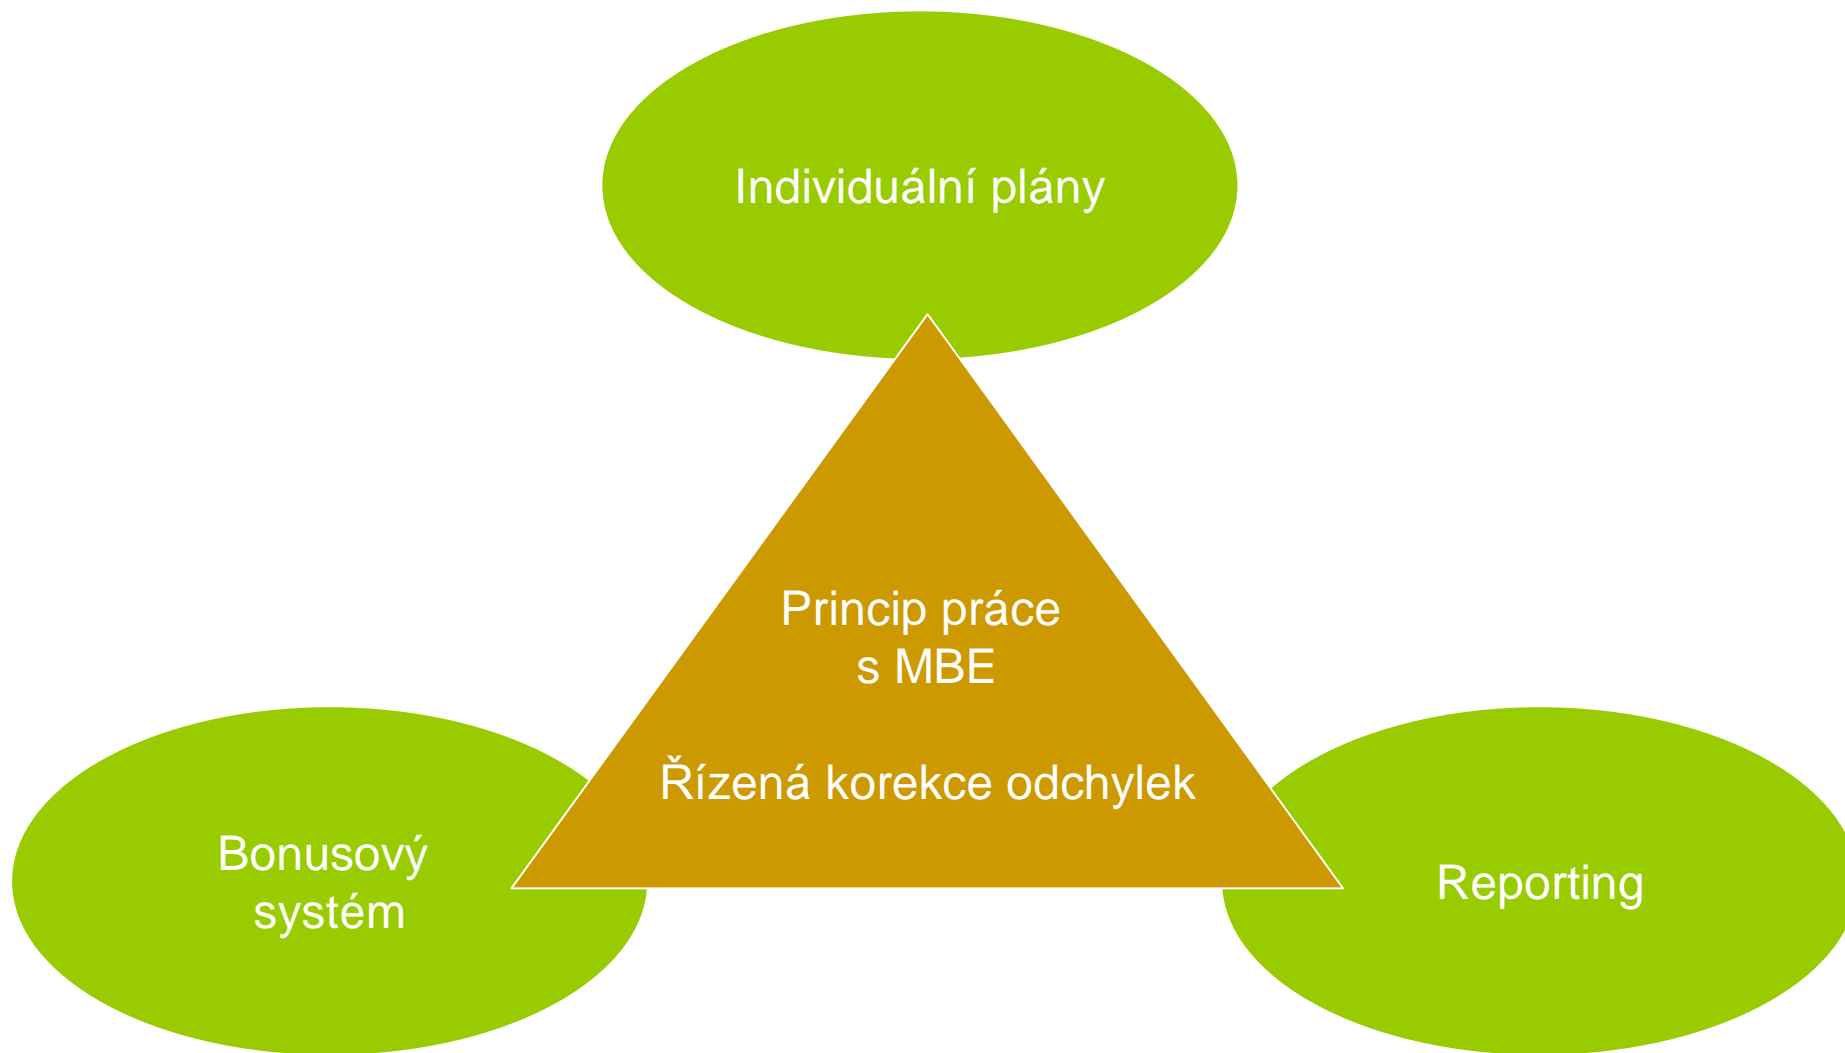 Individuální plány
Princip práce
s MBE
Řízená korekce odchylek
Bonusový
systém
Reporting